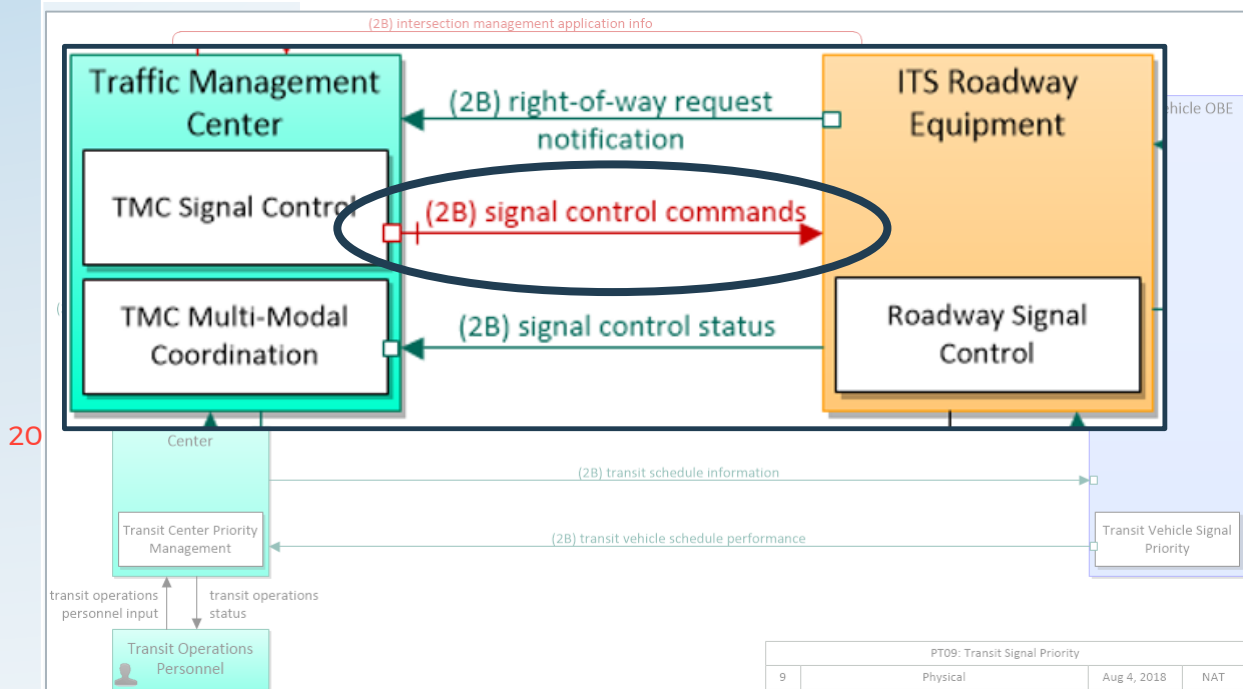 (2B) intersection management application info
Traffic Management
Center
TMC Signal Control
TMC Multi-Modal
Coordination
(2B) right-of-way request
notification
(2B) signal control commands
(2B) signal control status
ITS Roadway
Equipment
Roadway Signal
Control
hicle OBE
20
Center
(2B) transit schedule information
Transit Center Priority
Management
(2B) transit vehicle schedule performance
Transit Vehicle Signal
Priority
transit operations
personnel input
transit operations
status
Transit Operations
Personnel
PT09: Transit Signal Priority
9 Physical Aug 4, 2018 NAT